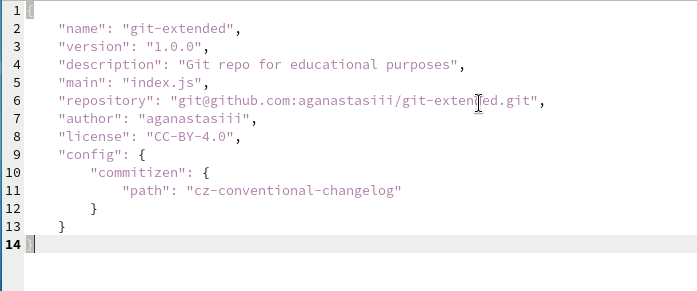 1 {
2     "name": "git-extended",
3     "version": "1.0.0",
4     "description": "Git repo for educational purposes",
5     "main": "index.js",
6     "repository": "git@github.com:aganastasiii/git-extended.git",
7     "author": "aganastasiii",
8     "license": "CC-BY-4.0",
9     "config": {
10         "commitizen": {
11             "path": "cz-conventional-changelog"
12         }
13     }
14 }